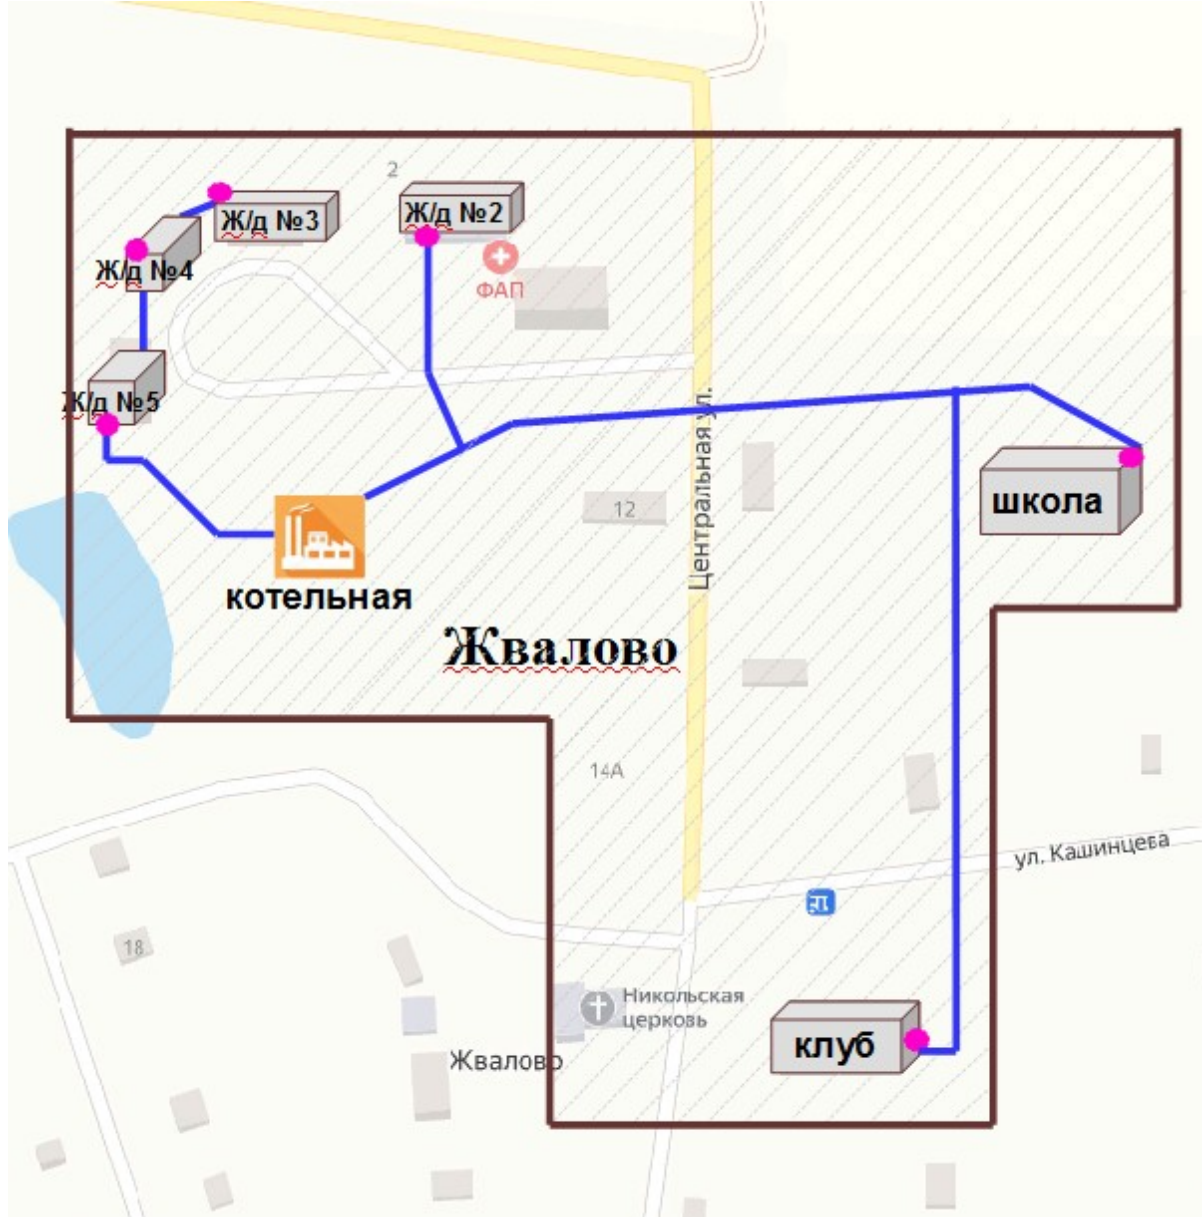 2
Ж/д №3
Ж/д №2
Ж/д №4
ФАП
Ж/д №5
Центральная ул.
школа
12
котельная
Жвалово
14А
ул. Кашинцева
18
Никольская
церковь
клуб
Жвалово